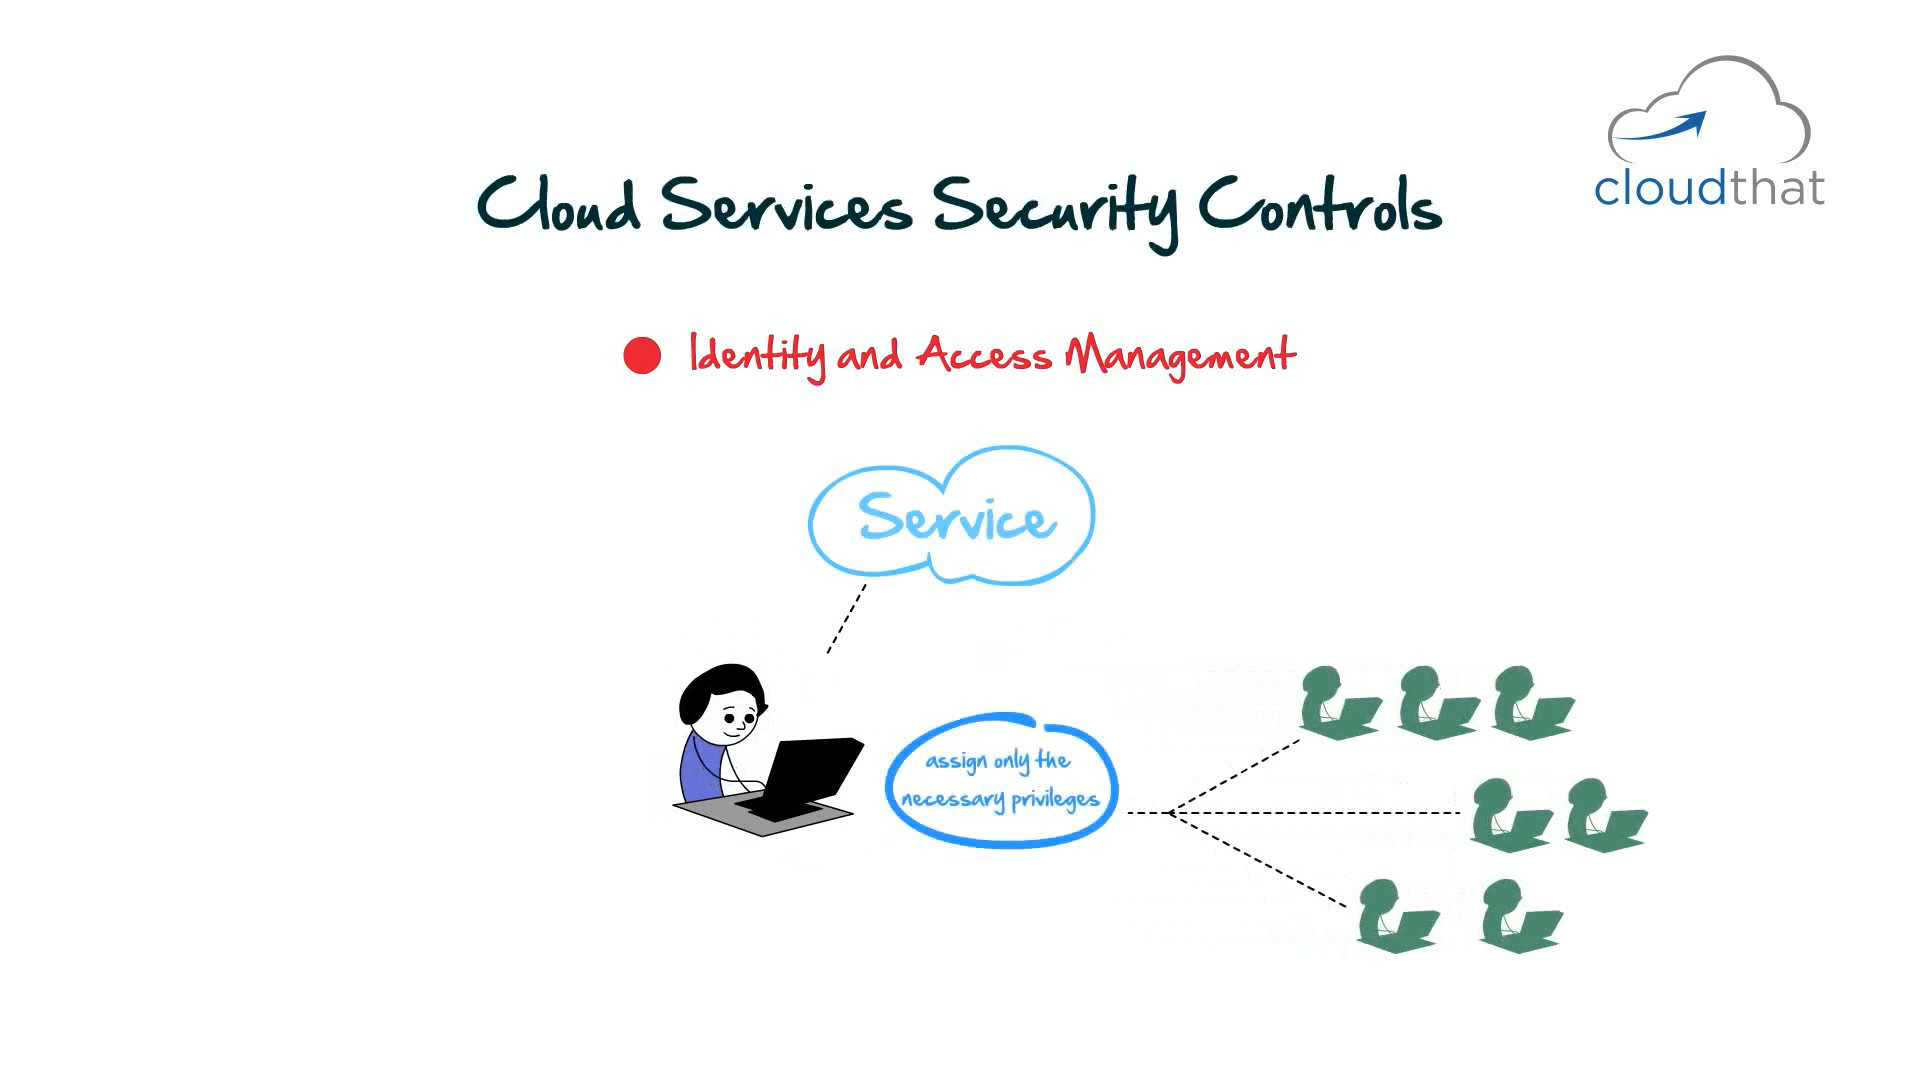 cloudthat
Cloud Services Security Controls
Identity and Access Management
Service
assign only the
necessary privileges